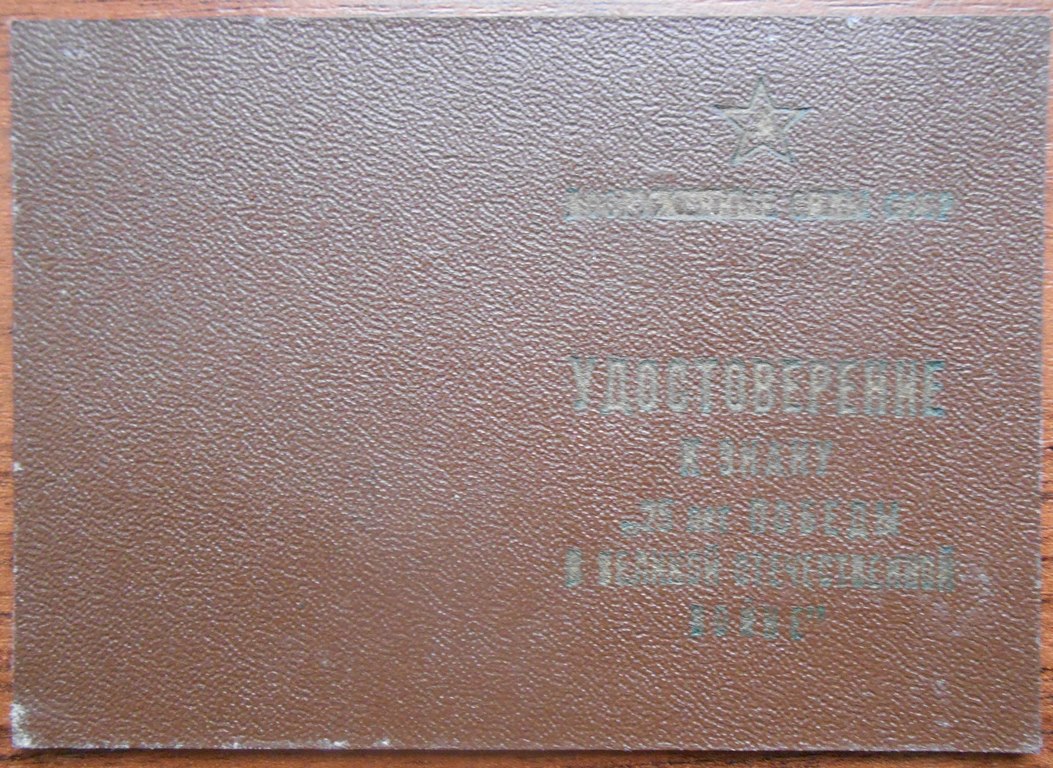 ВООРУЖЕННЫЕ СИЛЫ СССР
УДОСТОВЕРЕНИЕ
К ЗНАКУ
„25 лет ПОБЕДЫ
В ВЕЛИКОЙ ОТЕЧЕСТВЕННОЙ
ВОЙНЕ”